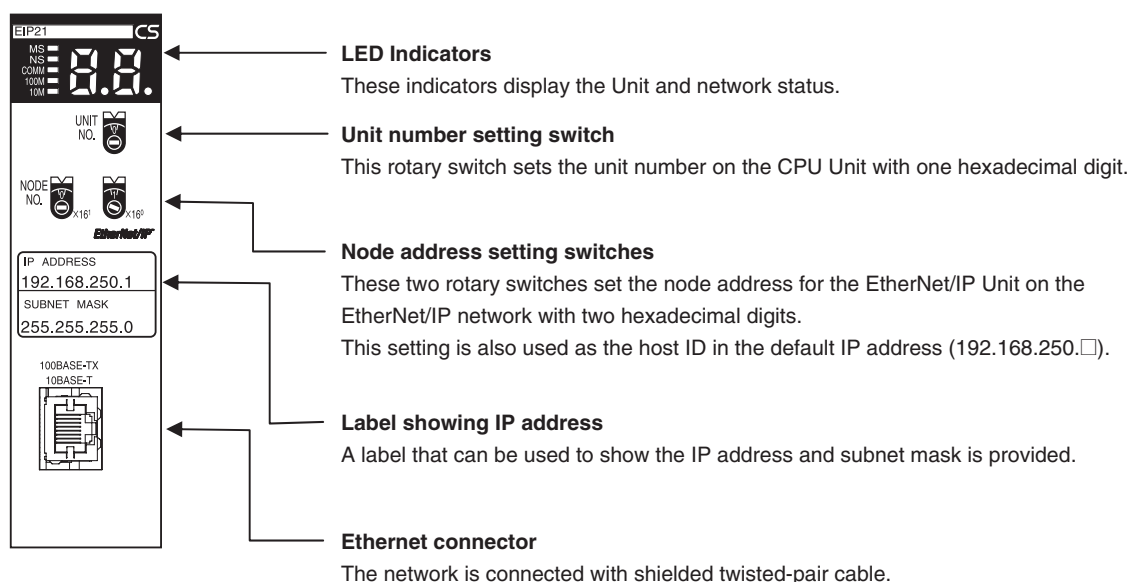 EIP21 CS
MS
NS
COMM
100M
10M
8.8.
LED Indicators
These indicators display the Unit and network status.
UNIT
NO.
Unit number setting switch
This rotary switch sets the unit number on the CPU Unit with one hexadecimal digit.
NODE
NO.
×16¹
×16⁰
EtherNet/IP™
Node address setting switches
These two rotary switches set the node address for the EtherNet/IP Unit on the
EtherNet/IP network with two hexadecimal digits.
This setting is also used as the host ID in the default IP address (192.168.250.□).
IP ADDRESS
192.168.250.1
SUBNET MASK
255.255.255.0
Label showing IP address
A label that can be used to show the IP address and subnet mask is provided.
100BASE-TX
10BASE-T
Ethernet connector
The network is connected with shielded twisted-pair cable.